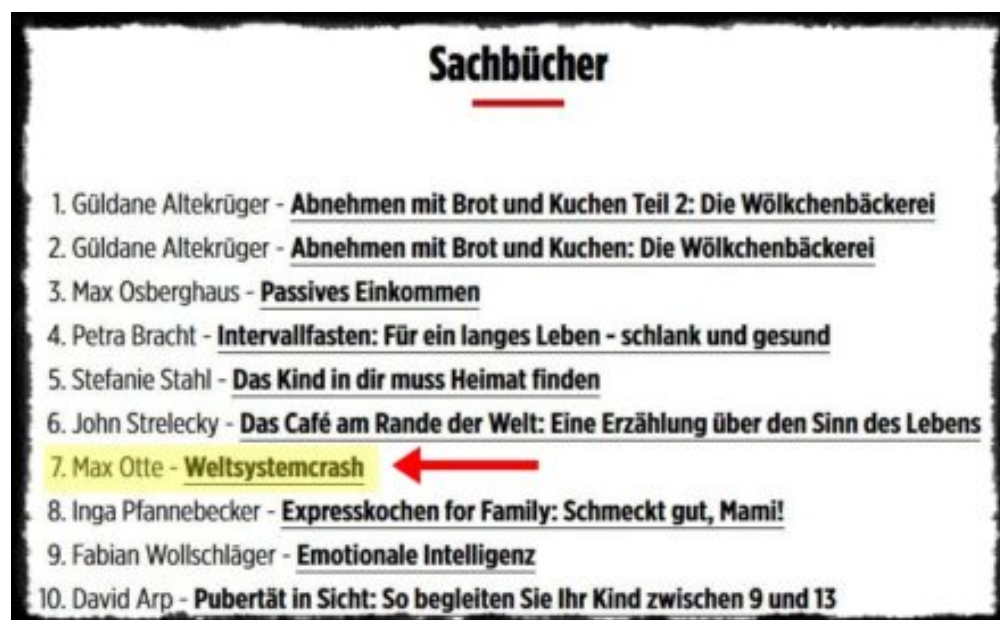 Sachbücher
1. Güldane Altekrüger - Abnehmen mit Brot und Kuchen Teil 2: Die Wölkchenbäckerei
2. Güldane Altekrüger - Abnehmen mit Brot und Kuchen: Die Wölkchenbäckerei
3. Max Osberghaus - Passives Einkommen
4. Petra Bracht - Intervallfasten: Für ein langes Leben - schlank und gesund
5. Stefanie Stahl - Das Kind in dir muss Heimat finden
6. John Strelecky - Das Café am Rande der Welt: Eine Erzählung über den Sinn des Lebens
7. Max Otte - Weltsystemcrash
8. Inga Pfannebecker - Expresskochen for Family: Schmeckt gut, Mami!
9. Fabian Wollschläger - Emotionale Intelligenz
10. David Arp - Pubertät in Sicht: So begleiten Sie Ihr Kind zwischen 9 und 13